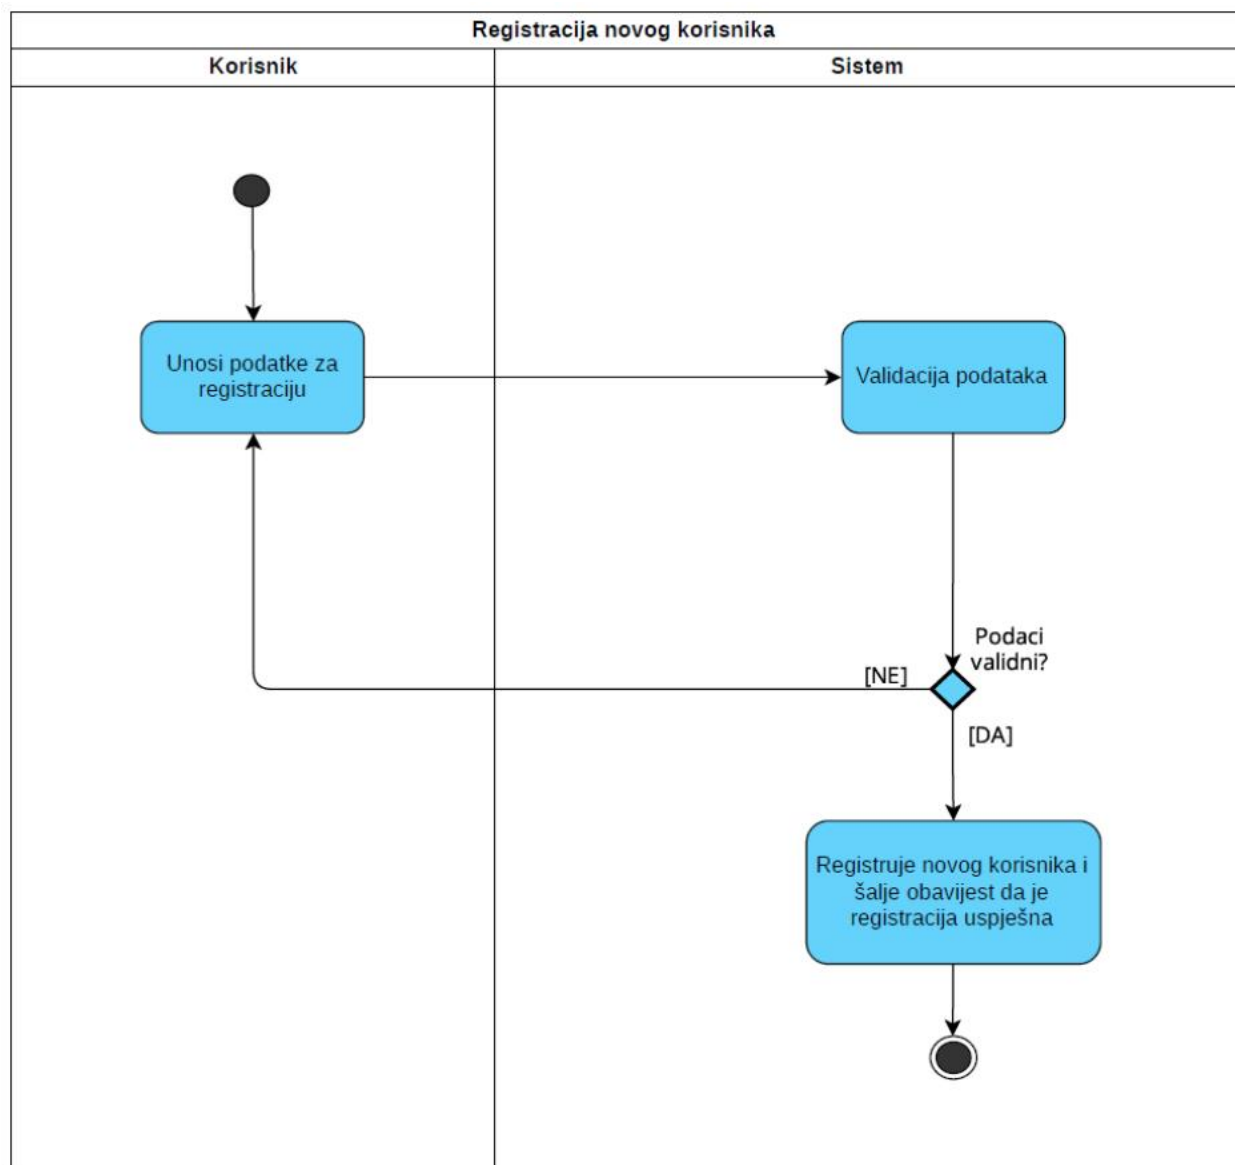 Registracija novog korisnika
Korisnik
Sistem
Unosi podatke za
registraciju
Validacija podataka
Podaci
validni?
[NE]
[DA]
Registruje novog korisnika i
šalje obavijest da je
registracija uspješna